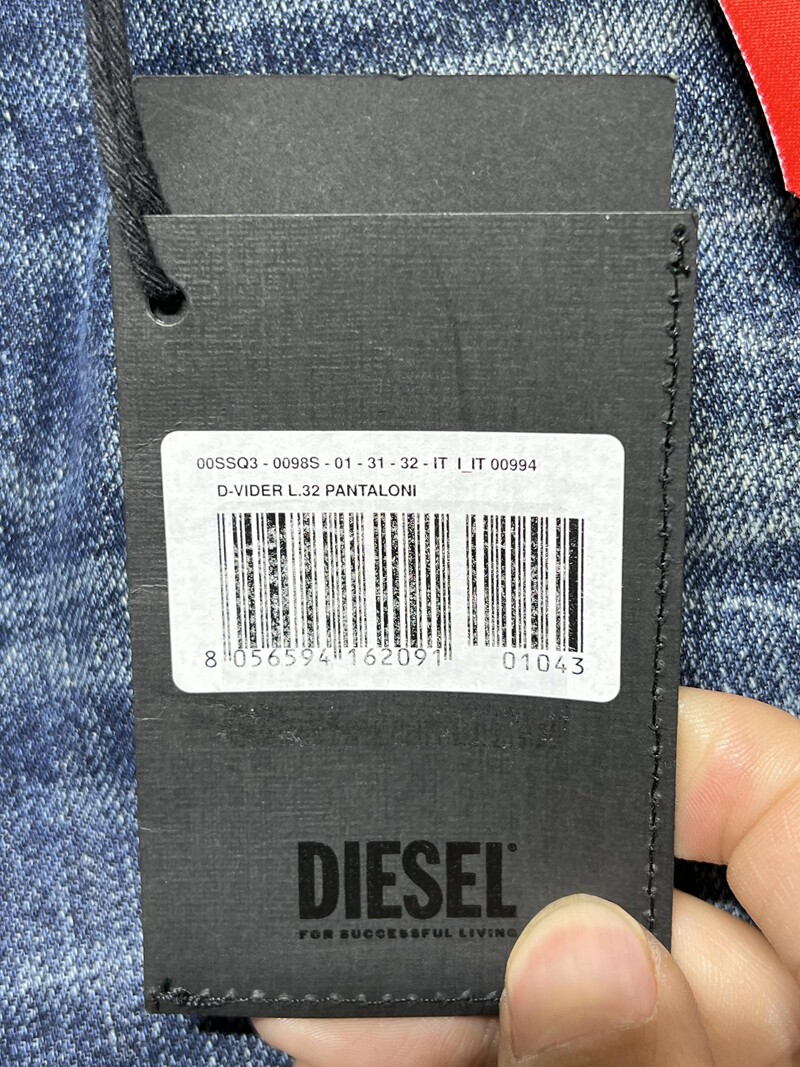 00SSQ3 - 0098S - 01 - 31 - 32 - IT I_IT 00994
D-VIDER L.32 PANTALONI
8 056594 162091 01043
DIESEL®
FOR SUCCESSFUL LIVING